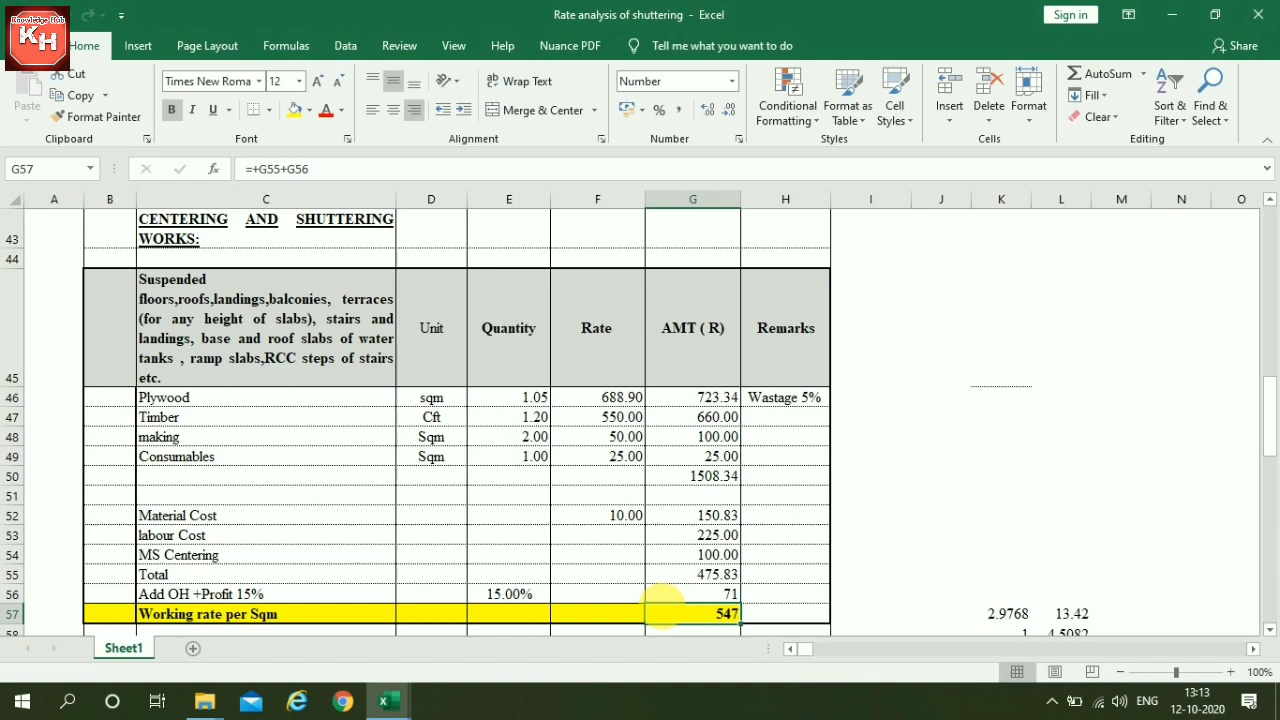 Knowledge Hub
KH
Rate analysis of shuttering - Excel
Sign in
Home Insert Page Layout Formulas Data Review View Help Nuance PDF Tell me what you want to do Share
Paste
Cut
Copy
Format Painter
Clipboard
Times New Roma 12
B I U
Font
Wrap Text
Merge & Center
Alignment
Number
Number
Conditional Formatting
Format as Table
Cell Styles
Styles
Insert
Delete
Format
Cells
AutoSum
Fill
Clear
Sort & Filter
Find & Select
Editing
G57 fx =+G55+G56
A B C D E F G H I J K L M N O
43 CENTERING AND SHUTTERING
WORKS:
44
45 Suspended
floors,roofs,landings,balconies, terraces
(for any height of slabs), stairs and
landings, base and roof slabs of water
tanks , ramp slabs,RCC steps of stairs
etc.
Unit Quantity Rate AMT ( R) Remarks
46 Plywood sqm 1.05 688.90 723.34 Wastage 5%
47 Timber Cft 1.20 550.00 660.00
48 making Sqm 2.00 50.00 100.00
49 Consumables Sqm 1.00 25.00 25.00
50 1508.34
51
52 Material Cost 10.00 150.83
53 labour Cost 225.00
54 MS Centering 100.00
55 Total 475.83
56 Add OH +Profit 15% 15.00% 71
57 Working rate per Sqm 547 2.9768 13.42
58 1 4.5082
Sheet1
100%
ENG
13:13
12-10-2020